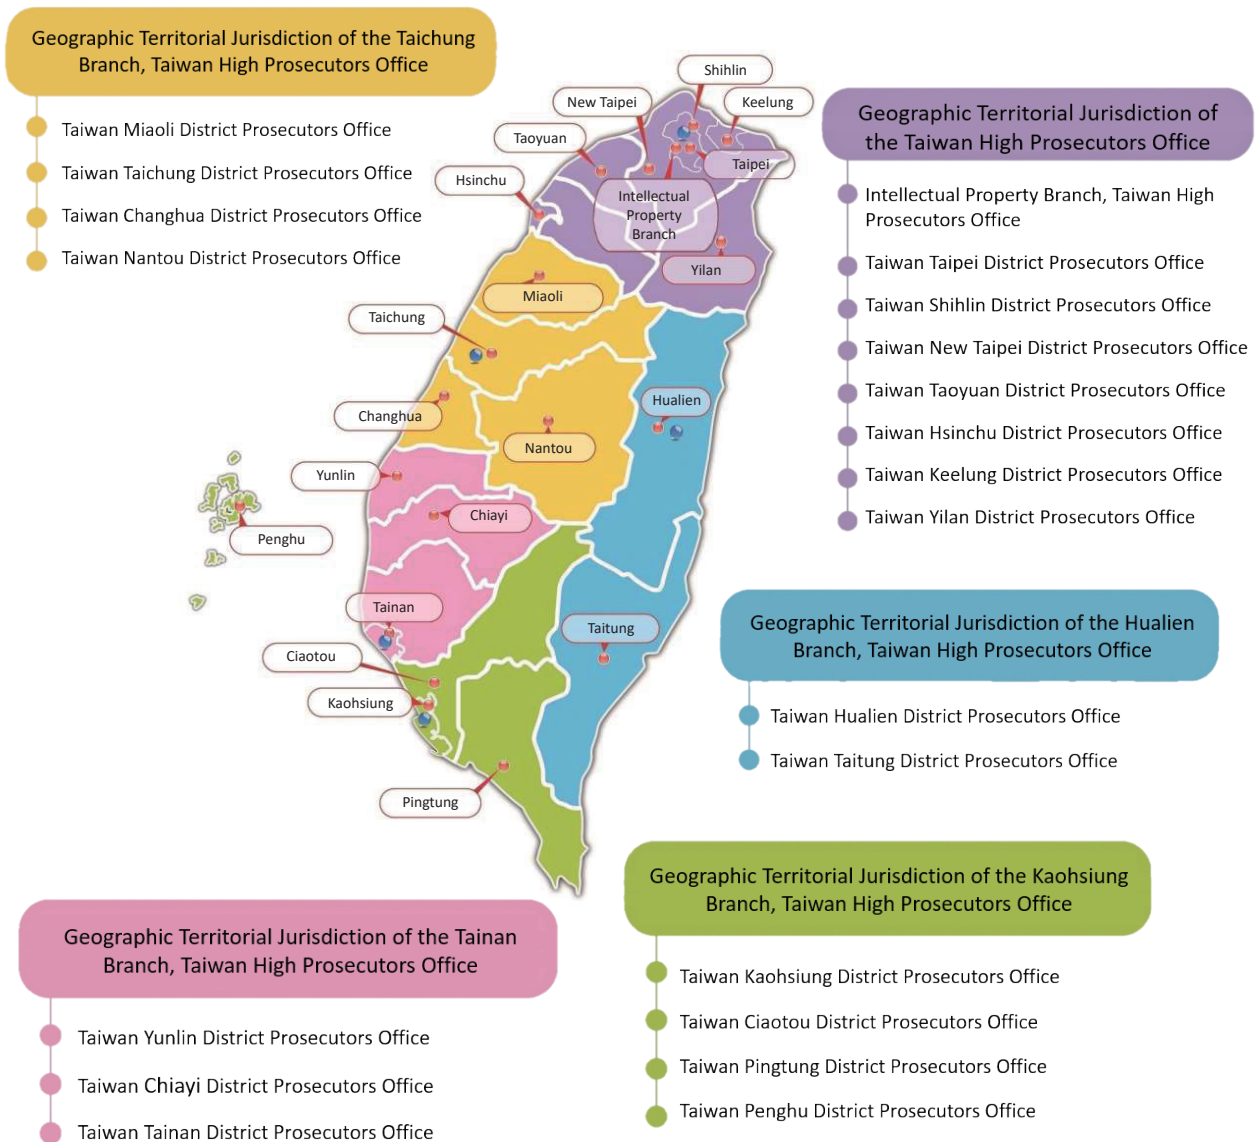 Geographic Territorial Jurisdiction of the Taichung
Branch, Taiwan High Prosecutors Office
Taiwan Miaoli District Prosecutors Office
Taiwan Taichung District Prosecutors Office
Taiwan Changhua District Prosecutors Office
Taiwan Nantou District Prosecutors Office
Shihlin
New Taipei
Keelung
Taoyuan
Taipei
Hsinchu
Intellectual
Property
Branch
Yilan
Miaoli
Taichung
Hualien
Changhua
Nantou
Yunlin
Chiayi
Penghu
Tainan
Taitung
Ciaotou
Kaohsiung
Pingtung
Geographic Territorial Jurisdiction of
the Taiwan High Prosecutors Office
Intellectual Property Branch, Taiwan High
Prosecutors Office
Taiwan Taipei District Prosecutors Office
Taiwan Shihlin District Prosecutors Office
Taiwan New Taipei District Prosecutors Office
Taiwan Taoyuan District Prosecutors Office
Taiwan Hsinchu District Prosecutors Office
Taiwan Keelung District Prosecutors Office
Taiwan Yilan District Prosecutors Office
Geographic Territorial Jurisdiction of the Hualien
Branch, Taiwan High Prosecutors Office
Taiwan Hualien District Prosecutors Office
Taiwan Taitung District Prosecutors Office
Geographic Territorial Jurisdiction of the Kaohsiung
Branch, Taiwan High Prosecutors Office
Taiwan Kaohsiung District Prosecutors Office
Taiwan Ciaotou District Prosecutors Office
Taiwan Pingtung District Prosecutors Office
Taiwan Penghu District Prosecutors Office
Geographic Territorial Jurisdiction of the Tainan
Branch, Taiwan High Prosecutors Office
Taiwan Yunlin District Prosecutors Office
Taiwan Chiayi District Prosecutors Office
Taiwan Tainan District Prosecutors Office